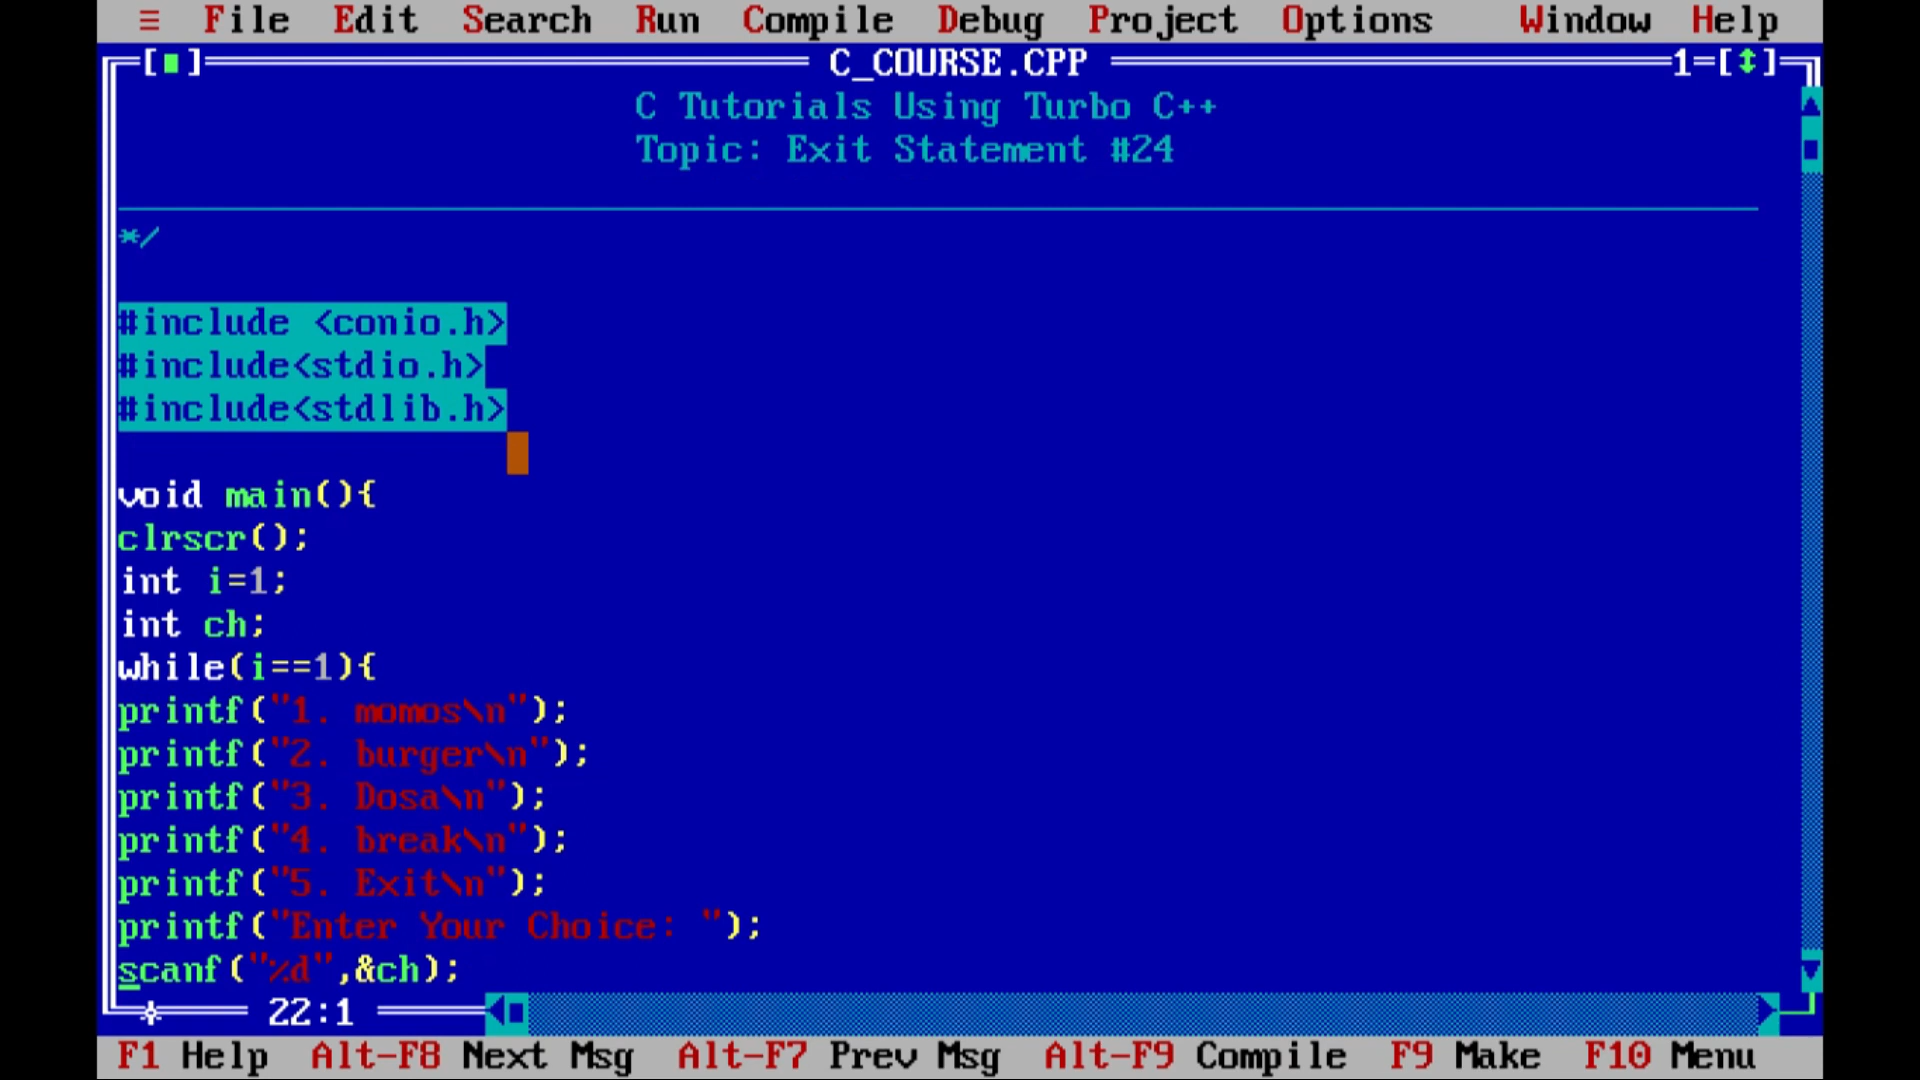 ≡ File Edit Search Run Compile Debug Project Options Window Help
[■] C_COURSE.CPP 1=[↕]
C Tutorials Using Turbo C++
Topic: Exit Statement #24
*/
#include <conio.h>
#include<stdio.h>
#include<stdlib.h>
void main(){
clrscr();
int i=1;
int ch;
while(i==1){
printf("1. momos\n");
printf("2. burger\n");
printf("3. Dosa\n");
printf("4. break\n");
printf("5. Exit\n");
printf("Enter Your Choice: ");
scanf("%d",&ch);
22:1
F1 Help Alt-F8 Next Msg Alt-F7 Prev Msg Alt-F9 Compile F9 Make F10 Menu